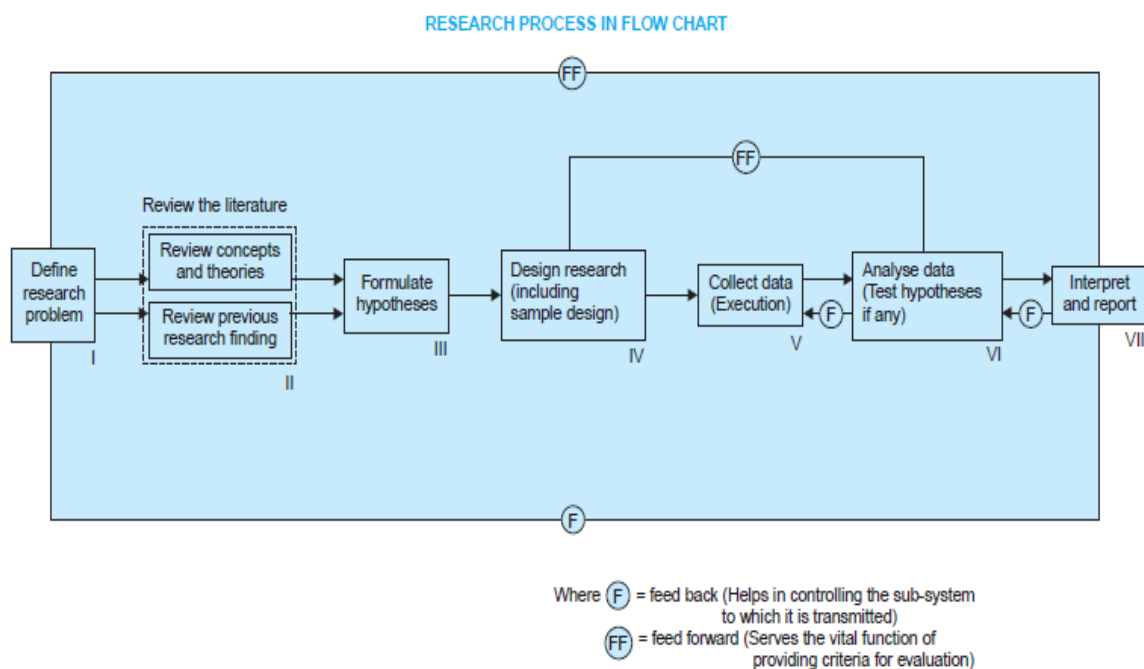 RESEARCH PROCESS IN FLOW CHART
FF
FF
Review the literature
Define
research
problem
I
Review concepts
and theories
Review previous
research finding
II
Formulate
hypotheses
III
Design research
(including
sample design)
IV
Collect data
(Execution)
V
F
Analyse data
(Test hypotheses
if any)
VI
F
Interpret
and report
VII
F
Where F = feed back (Helps in controlling the sub-system
to which it is transmitted)
FF = feed forward (Serves the vital function of
providing criteria for evaluation)